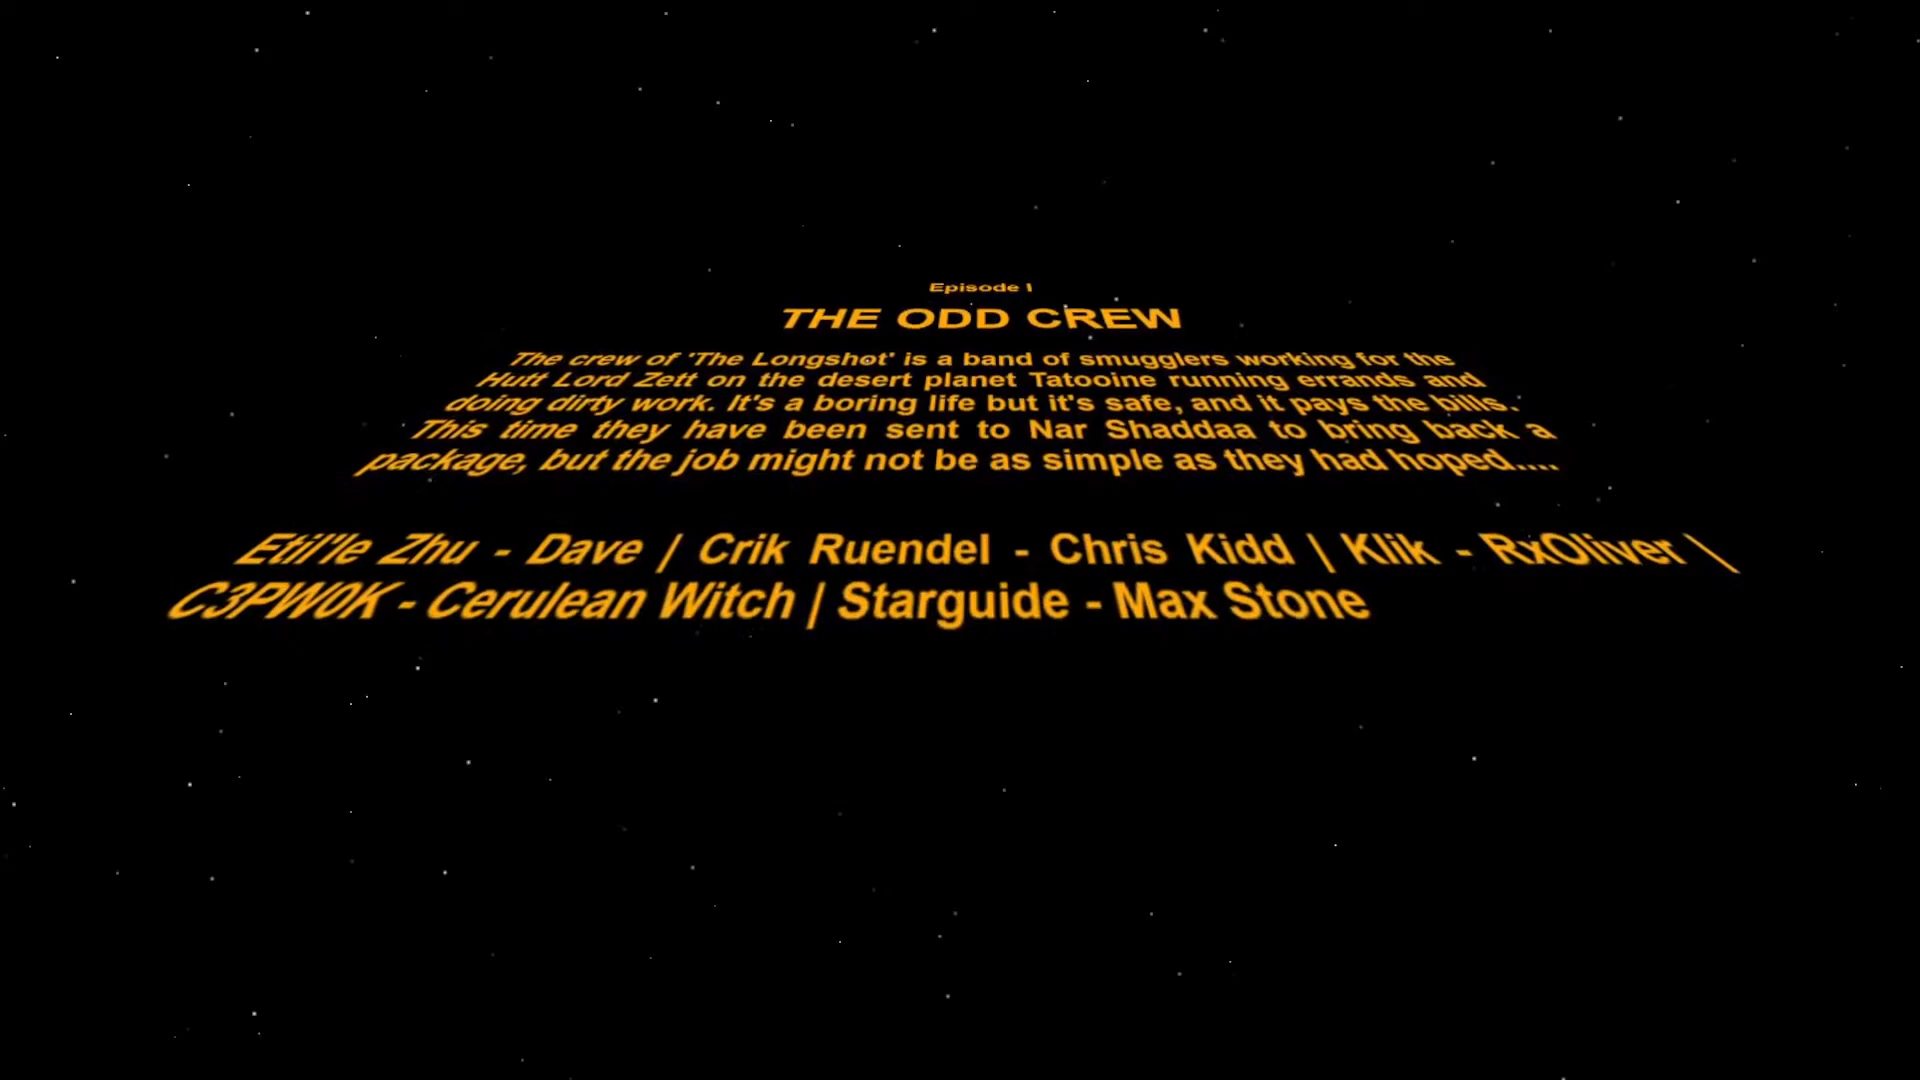 Episode I
THE ODD CREW
The crew of 'The Longshot' is a band of smugglers working for the
Hutt Lord Zett on the desert planet Tatooine running errands and
doing dirty work. It's a boring life but it's safe, and it pays the bills.
This time they have been sent to Nar Shaddaa to bring back a
package, but the job might not be as simple as they had hoped....
Etil'le Zhu - Dave | Crik Ruendel - Chris Kidd | Klik - RxOliver |
C3PW0K - Cerulean Witch | Starguide - Max Stone